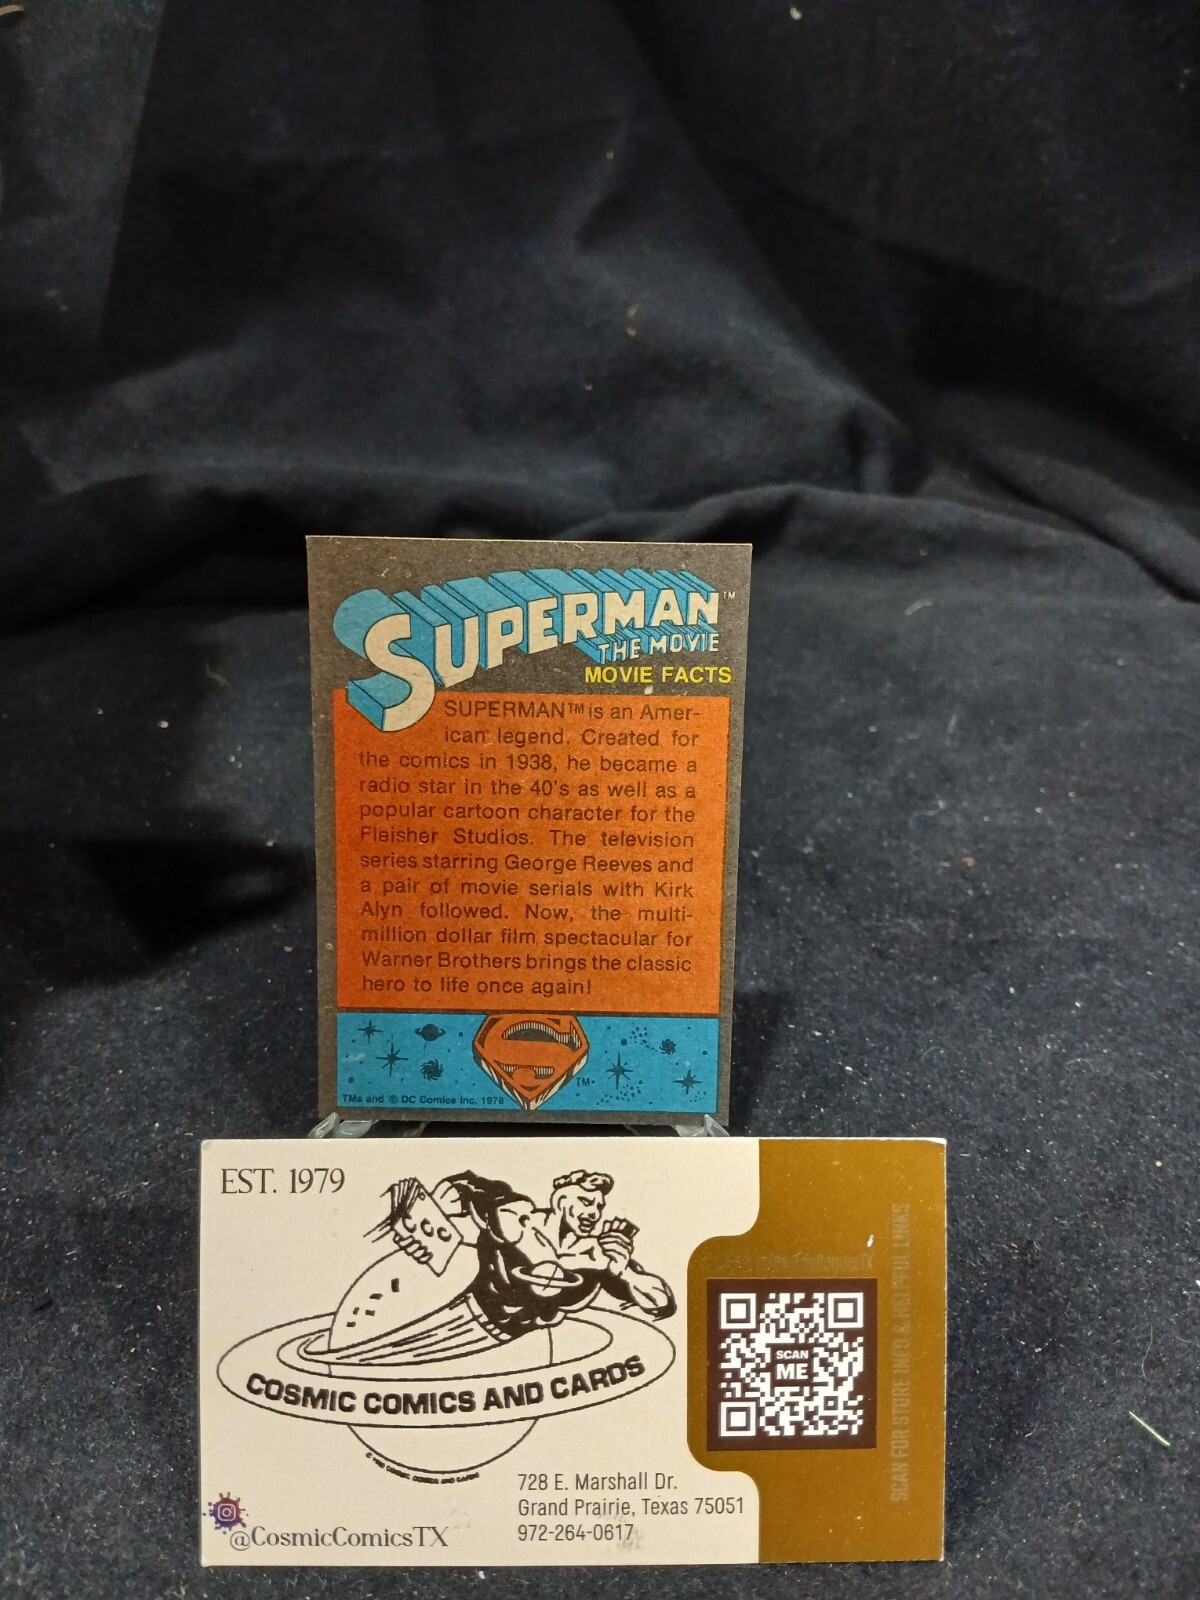 SUPERMAN™
THE MOVIE
MOVIE FACTS
SUPERMAN™ is an Amer-
ican legend. Created for
the comics in 1938, he became a
radio star in the 40's as well as a
popular cartoon character for the
Fleisher Studios. The television
series starring George Reeves and
a pair of movie serials with Kirk
Alyn followed. Now, the multi-
million dollar film spectacular for
Warner Brothers brings the classic
hero to life once again!
TM
TMs and © DC Comics Inc. 1978
EST. 1979
COSMIC COMICS AND CARDS
COSMIC COMICS AND CARDS
728 E. Marshall Dr.
Grand Prairie, Texas 75051
972-264-0617
@CosmicComicsTX
SCAN
ME
SCAN FOR STORE INFO & HELPFUL LINKS